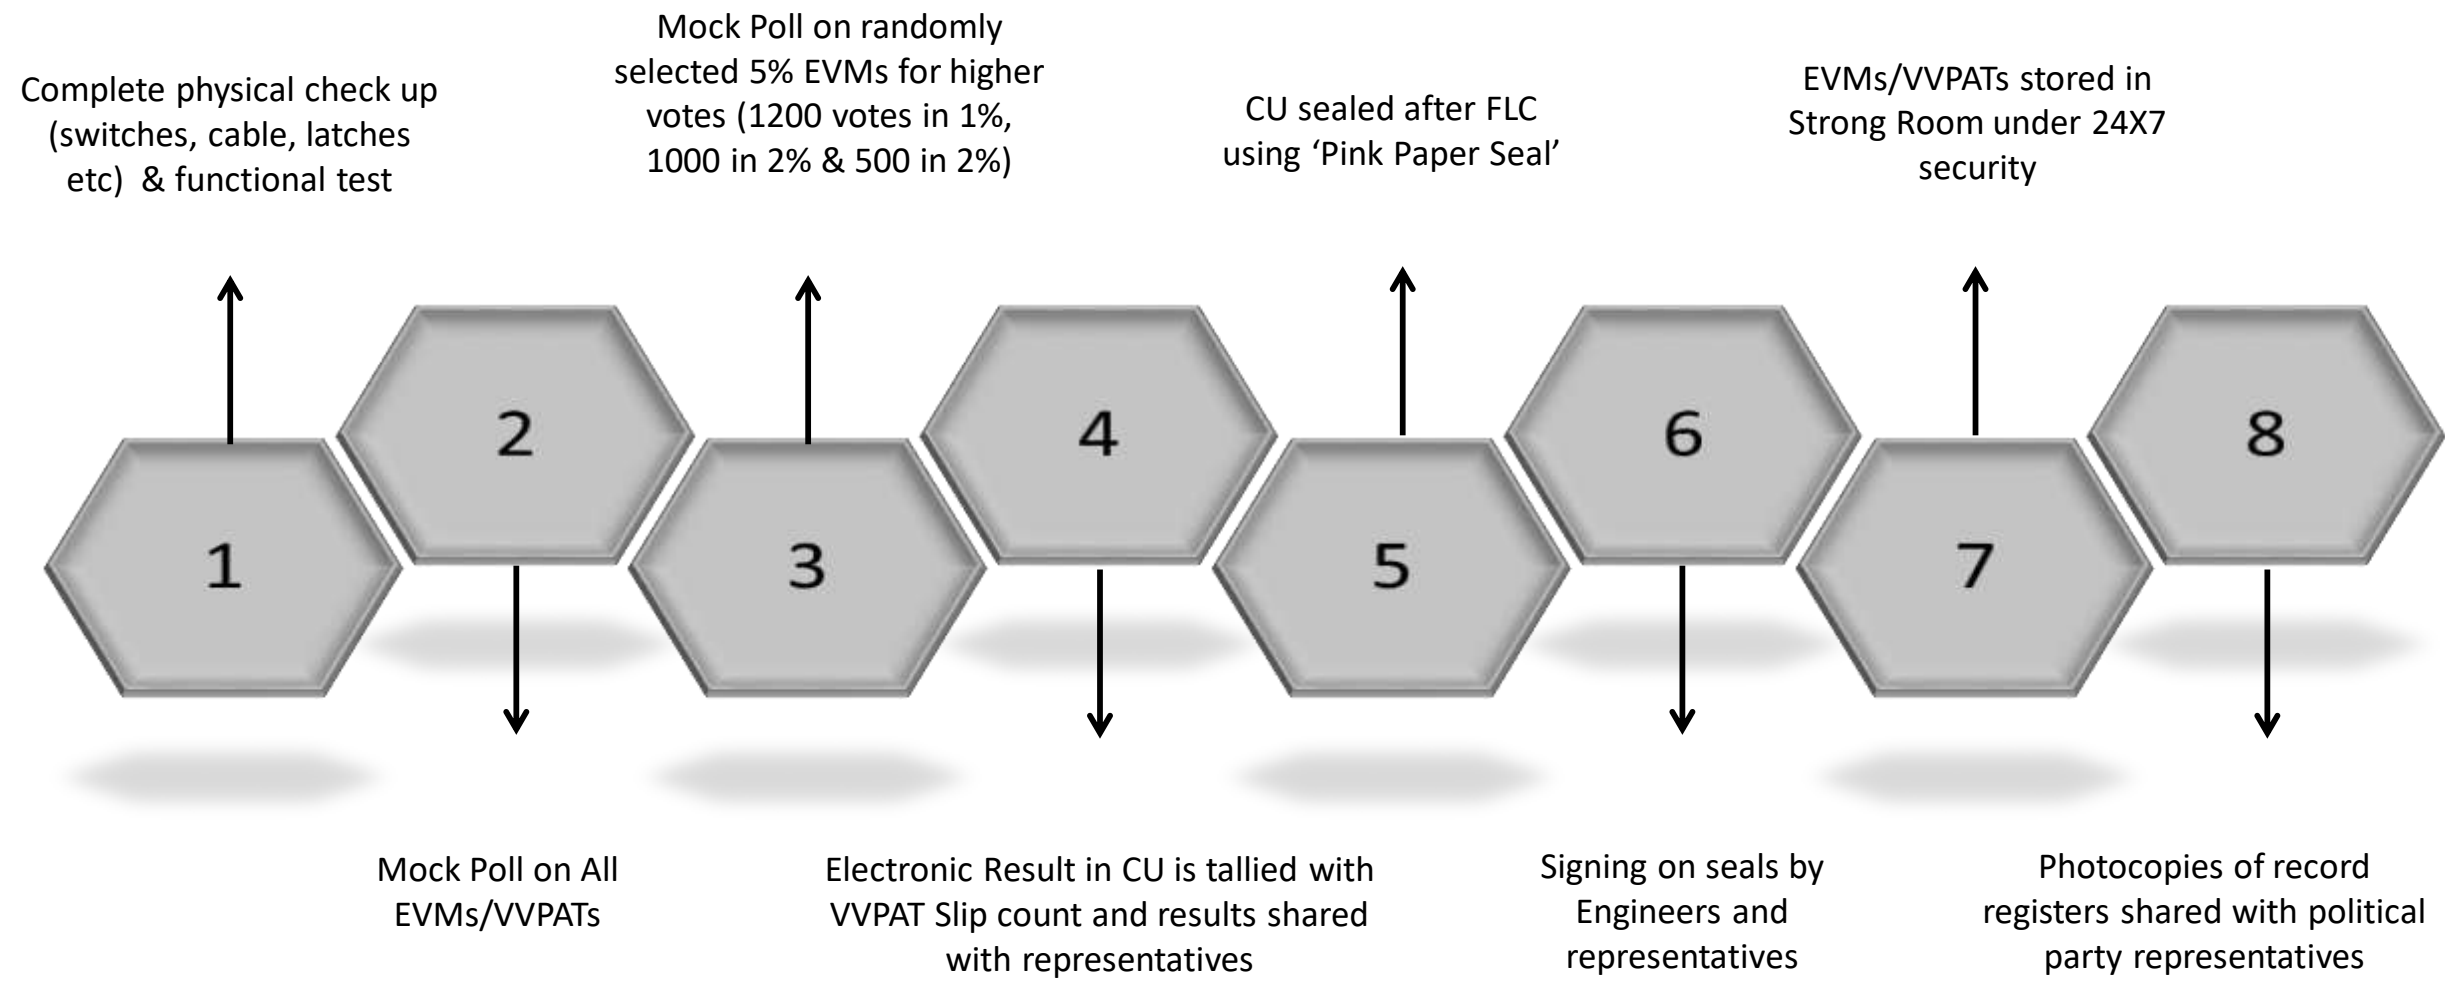 Complete physical check up
(switches, cable, latches
etc)  & functional test
Mock Poll on randomly
selected 5% EVMs for higher
votes (1200 votes in 1%,
1000 in 2% & 500 in 2%)
CU sealed after FLC
using ‘Pink Paper Seal’
EVMs/VVPATs stored in
Strong Room under 24X7
security
1
2
3
4
5
6
7
8
Mock Poll on All
EVMs/VVPATs
Electronic Result in CU is tallied with
VVPAT Slip count and results shared
with representatives
Signing on seals by
Engineers and
representatives
Photocopies of record
registers shared with political
party representatives